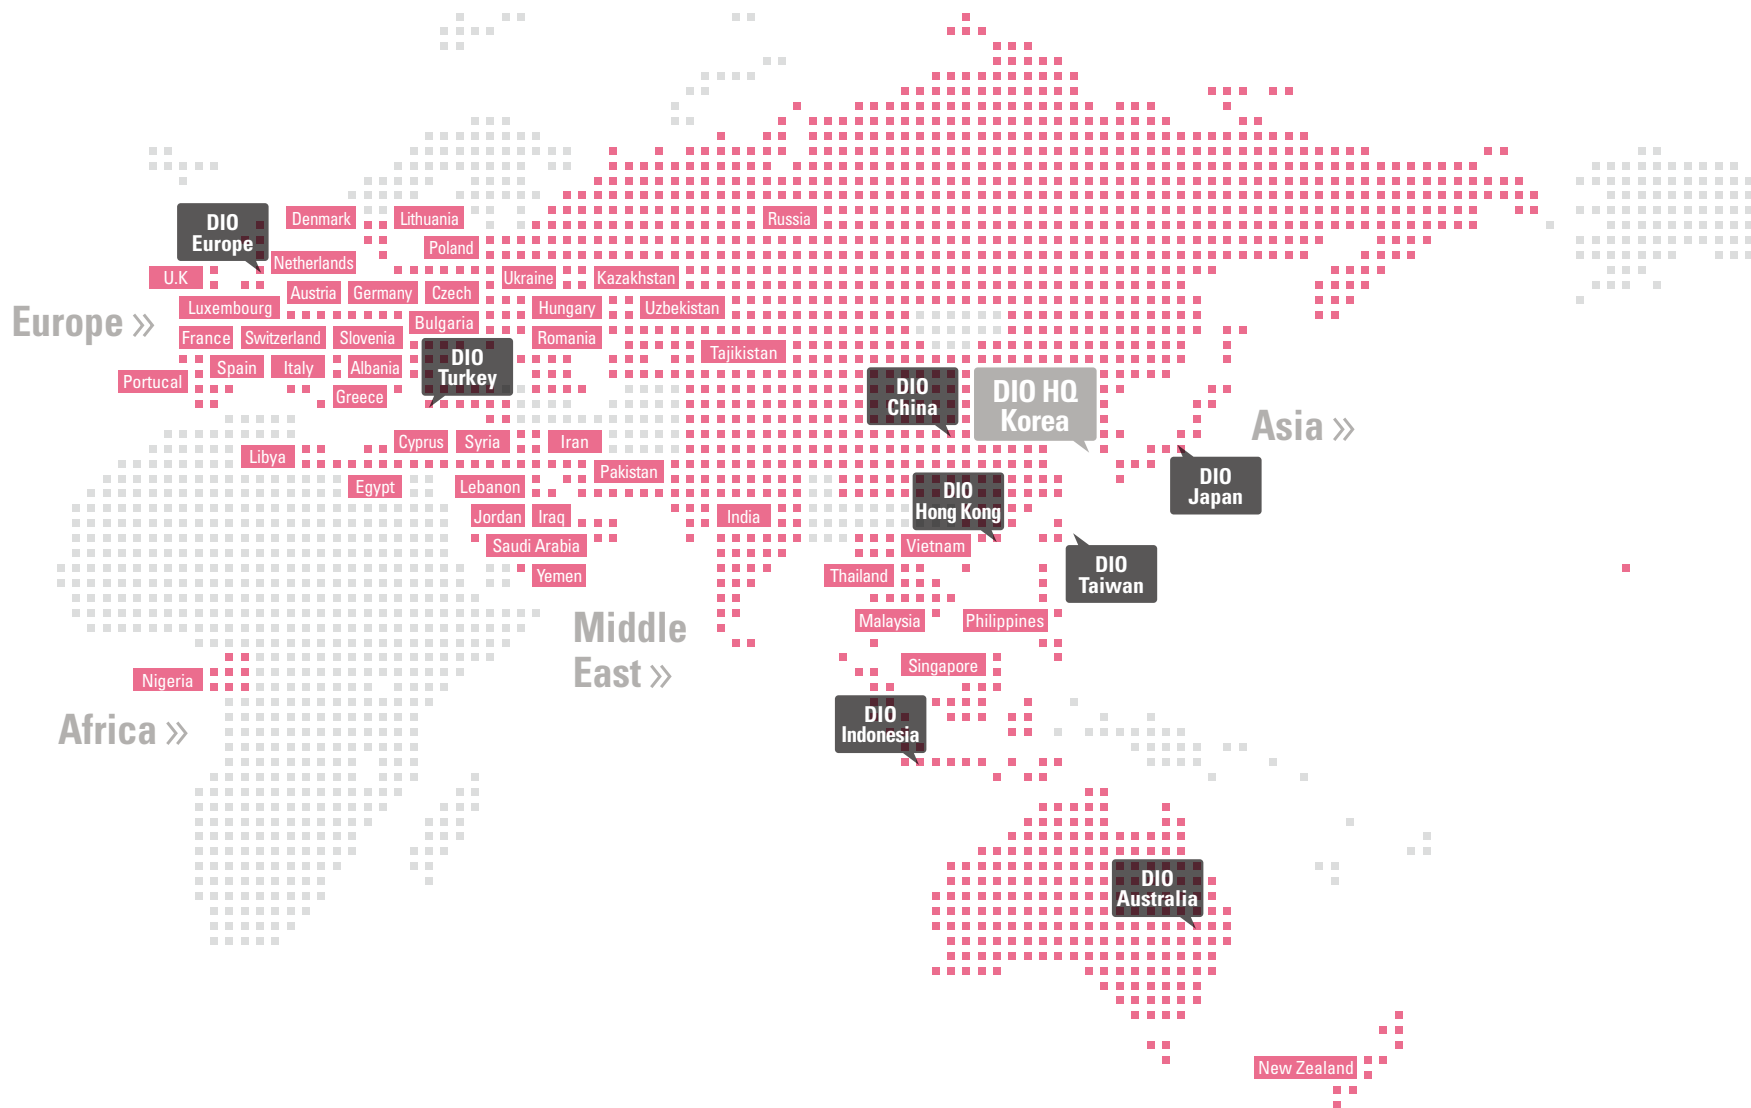 DIO
Europe
Denmark
Lithuania
Russia
Poland
Netherlands
U.K
Ukraine
Kazakhstan
Austria
Germany
Czech
Luxembourg
Hungary
Uzbekistan
Europe »
Bulgaria
France
Switzerland
Slovenia
Romania
Tajikistan
DIO
Turkey
Spain
Italy
Albania
Portucal
Greece
DIO
China
DIO HQ
Korea
Asia »
Cyprus
Syria
Iran
Libya
Pakistan
Egypt
Lebanon
DIO
Japan
DIO
Hong Kong
Jordan
Iraq
India
Saudi Arabia
Vietnam
Yemen
Thailand
DIO
Taiwan
Malaysia
Philippines
Middle
East »
Singapore
Nigeria
Africa »
DIO
Indonesia
DIO
Australia
New Zealand